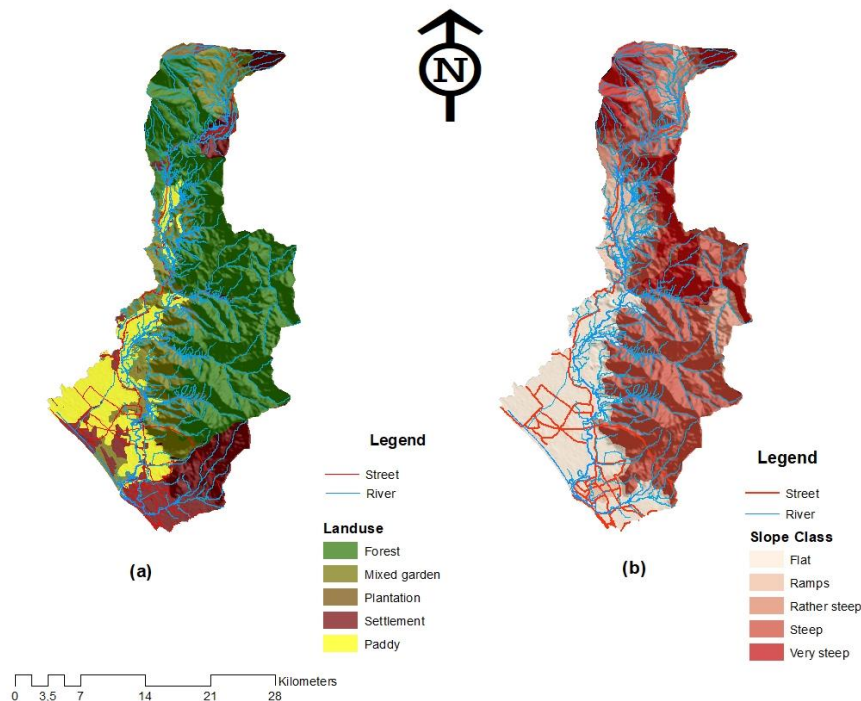 N
Legend
Street
River
Landuse
Forest
Mixed garden
Plantation
Settlement
Paddy
(a)
Legend
Street
River
Slope Class
Flat
Ramps
Rather steep
Steep
Very steep
(b)
Kilometers
0 3.5 7 14 21 28